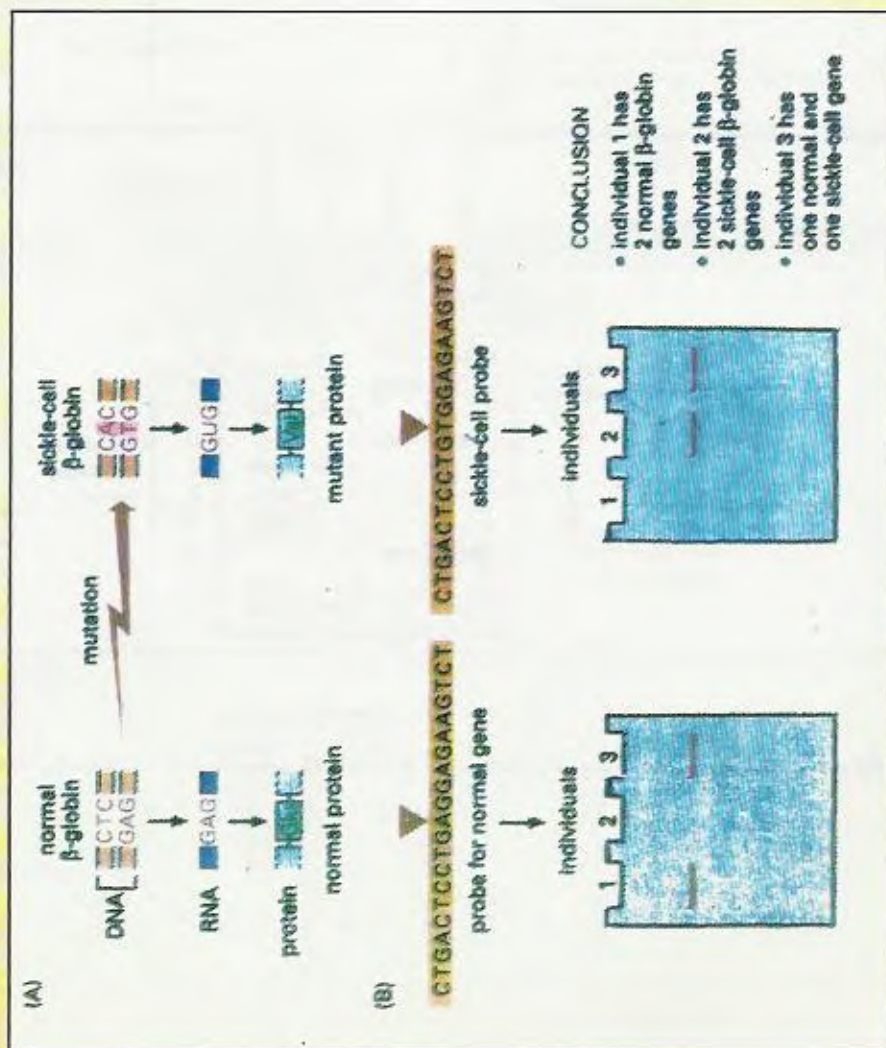 (A)
normal
β-globin
mutation
sickle-cell
β-globin
DNA
CTC
GAG
CAC
GTG
RNA
GAG
GUG
protein
normal protein
mutant protein
(B)
CTGACTCCTGAGGAGAAGTCT
probe for normal gene
CTGACTCCTGTGGAGAAGTCT
sickle-cell probe
individuals
1 2 3
individuals
1 2 3
CONCLUSION
• individual 1 has
2 normal β-globin
genes
• individual 2 has
2 sickle-cell β-globin
genes
• individual 3 has
one normal and
one sickle-cell gene